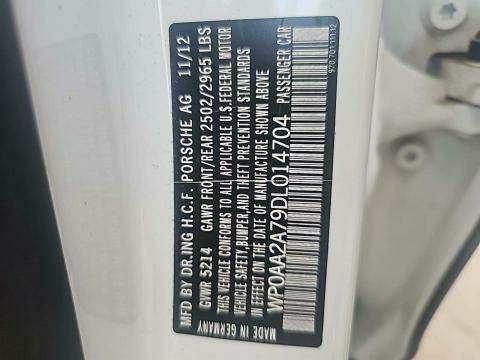 MFD BY DR.ING H.C.F. PORSCHE AG 11/12
GVWR 5214 GAWR FRONT/REAR 2502/2965 LBS
THIS VEHICLE CONFORMS TO ALL APPLICABLE U.S.FEDERAL MOTOR
VEHICLE SAFETY,BUMPER,AND THEFT PREVENTION STANDARDS
IN EFFECT ON THE DATE OF MANUFACTURE SHOWN ABOVE
WP0AA2A79DL014704 PASSENGER CAR
MADE IN GERMANY